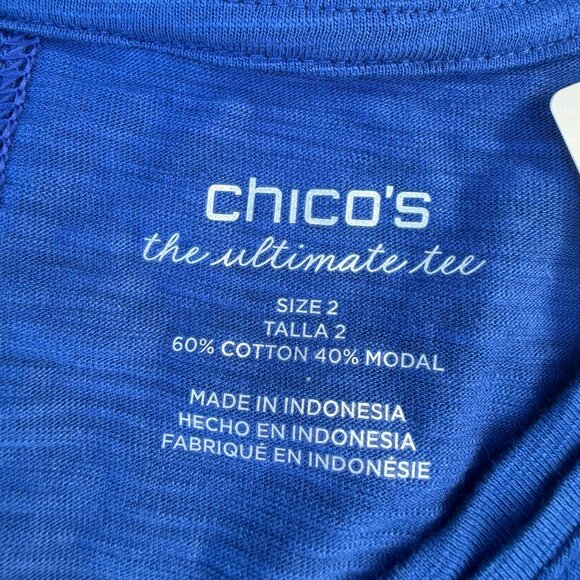 chico's
the ultimate tee
SIZE 2
TALLA 2
60% COTTON 40% MODAL
MADE IN INDONESIA
HECHO EN INDONESIA
FABRIQUÉ EN INDONÉSIE